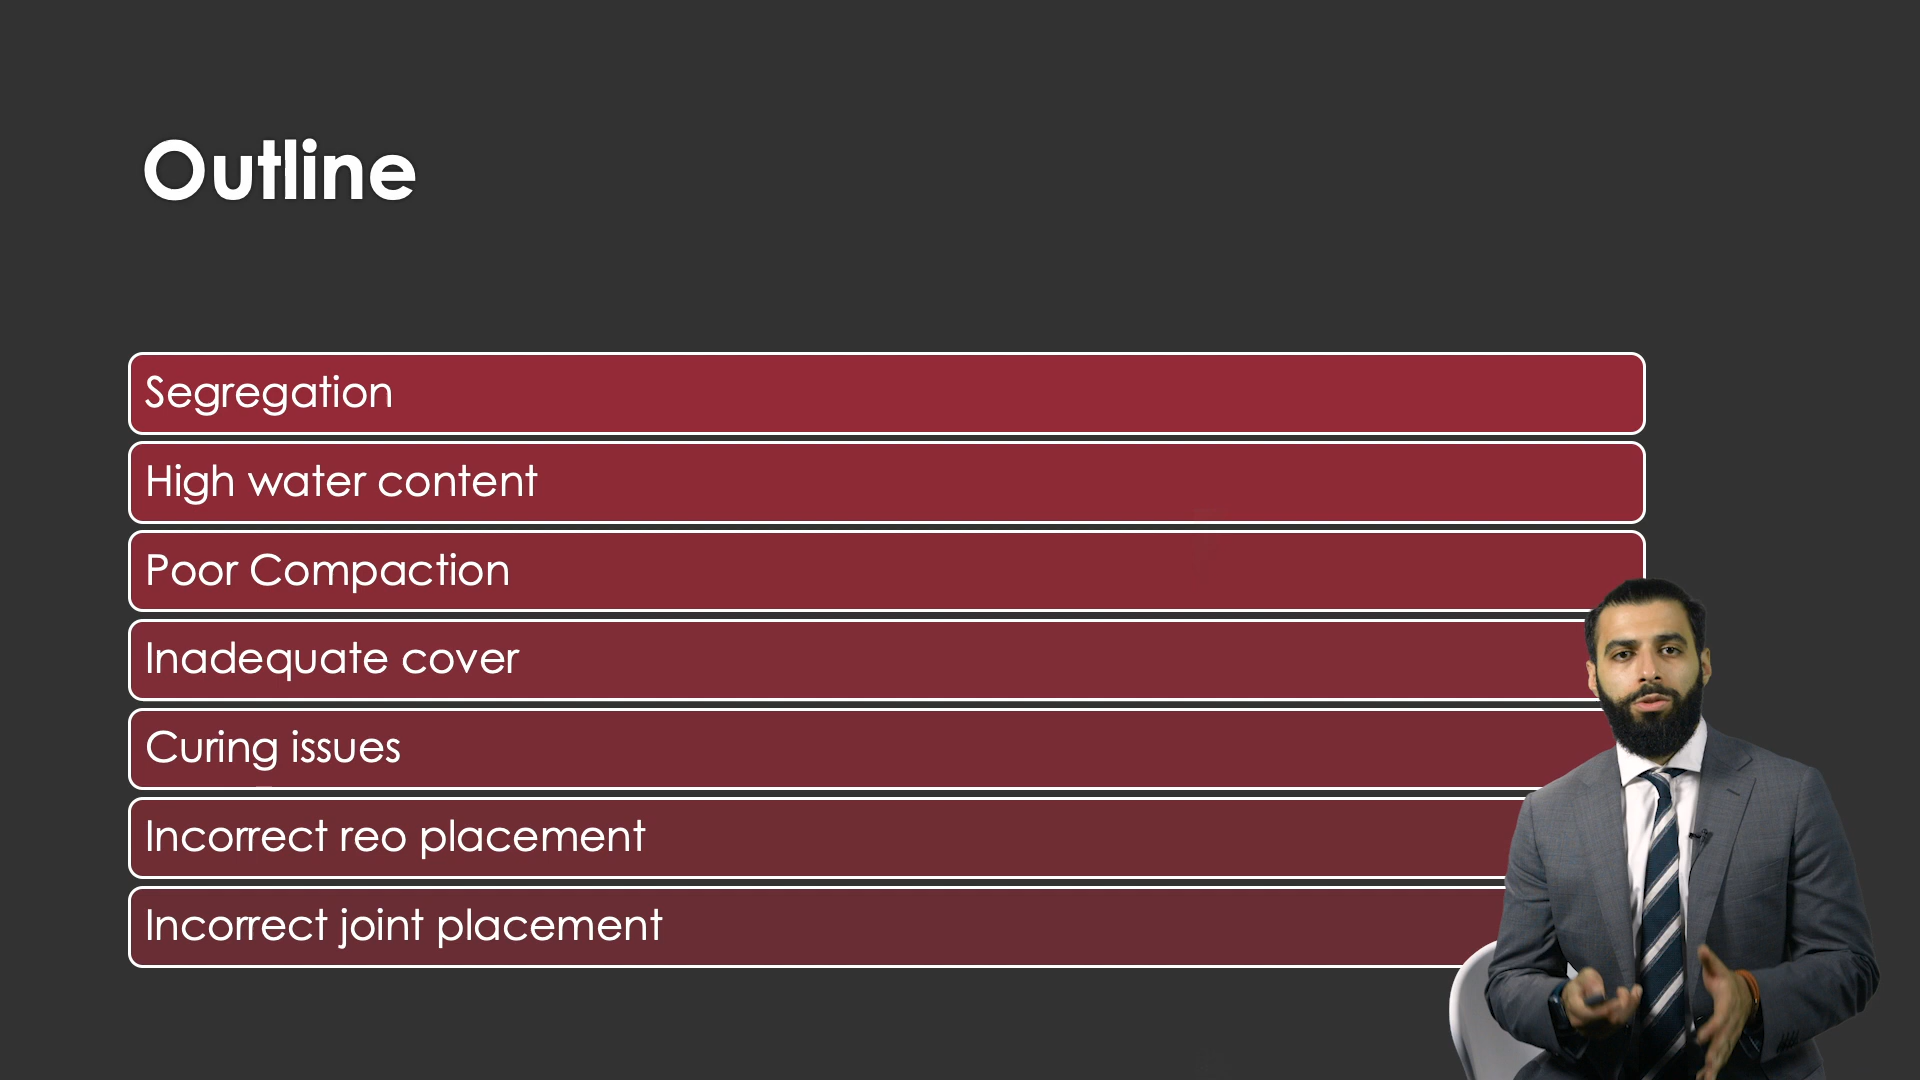 Outline
Segregation
High water content
Poor Compaction
Inadequate cover
Curing issues
Incorrect reo placement
Incorrect joint placement